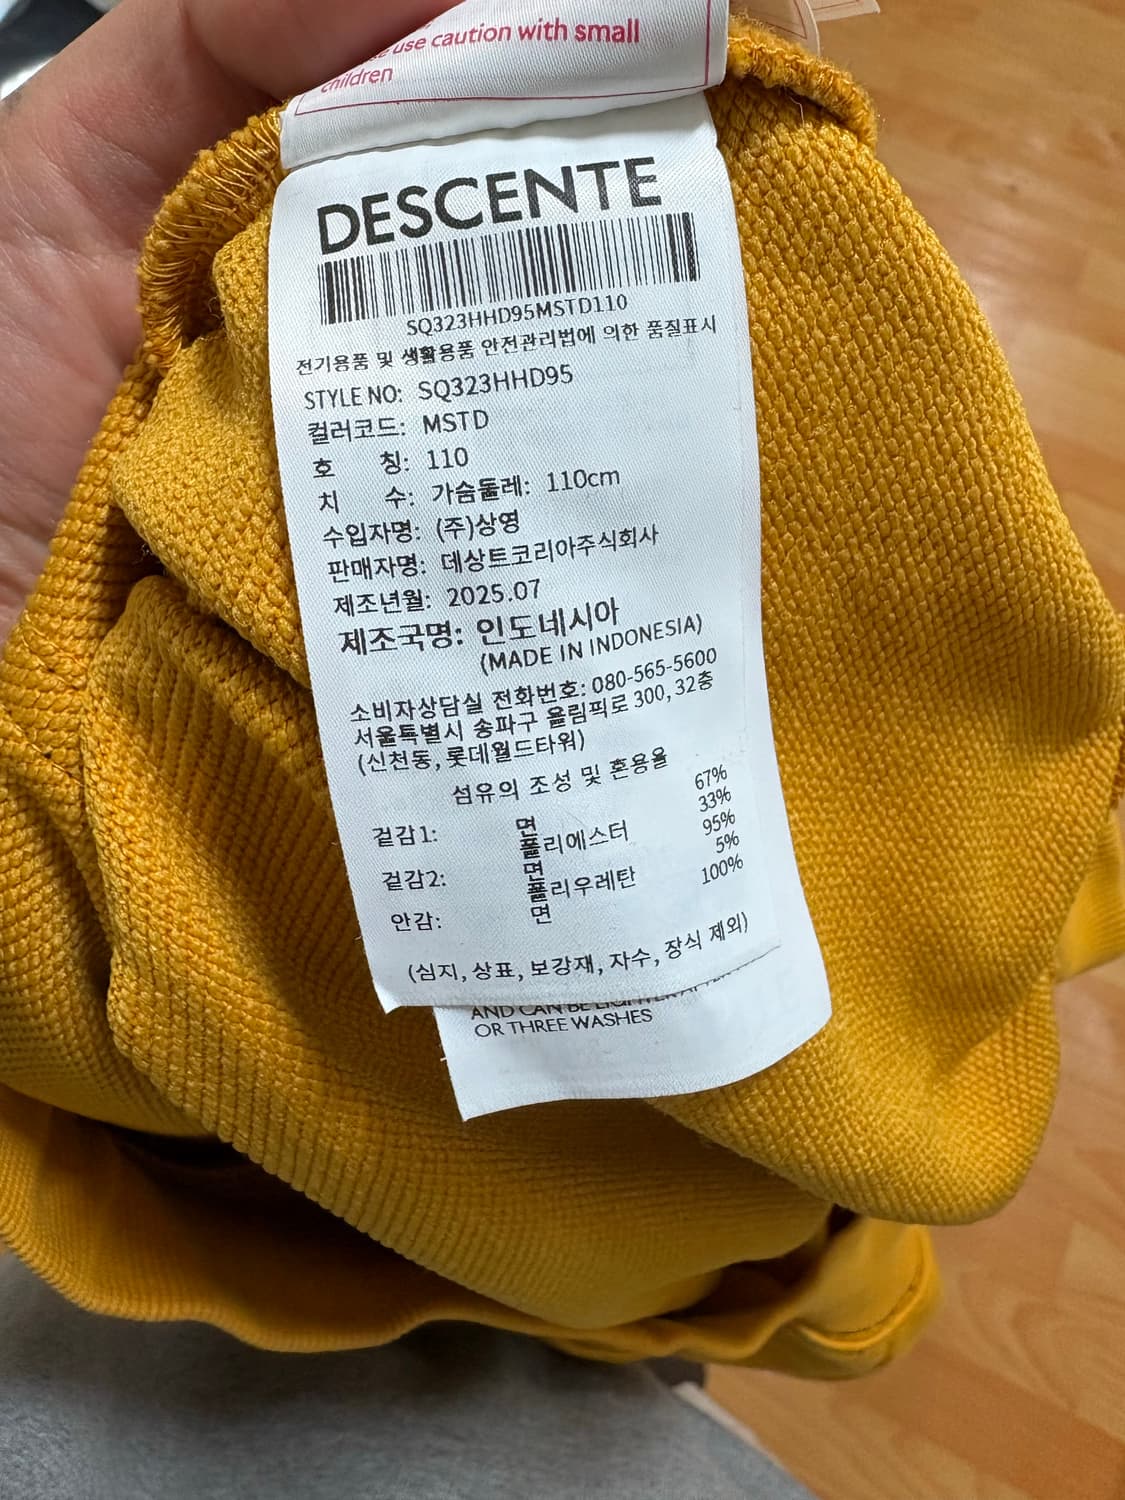 use caution with small
children
DESCENTE
SQ323HHD95MSTD110
전기용품 및 생활용품 안전관리법에 의한 품질표시
STYLE NO: SQ323HHD95
컬러코드: MSTD
호 칭: 110
치 수: 가슴둘레: 110cm
수입자명: (주)상영
판매자명: 데상트코리아주식회사
제조년월: 2025.07
제조국명: 인도네시아
(MADE IN INDONESIA)
소비자상담실 전화번호: 080-565-5600
서울특별시 송파구 올림픽로 300, 32층
(신천동, 롯데월드타워)
섬유의 조성 및 혼용율
겉감1: 면 67%
폴리에스터 33%
겉감2: 면 95%
폴리우레탄 5%
안감: 면 100%
(심지, 상표, 보강재, 자수, 장식 제외)
AND CAN BE
OR THREE WASHES